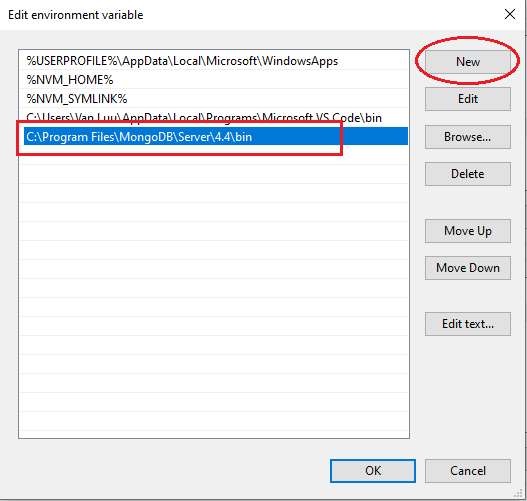 Edit environment variable
%USERPROFILE%\AppData\Local\Microsoft\WindowsApps
%NVM_HOME%
%NVM_SYMLINK%
C:\Users\Van Luu\AppData\Local\Programs\Microsoft VS Code\bin
C:\Program Files\MongoDB\Server\4.4\bin
New
Edit
Browse...
Delete
Move Up
Move Down
Edit text...
OK
Cancel